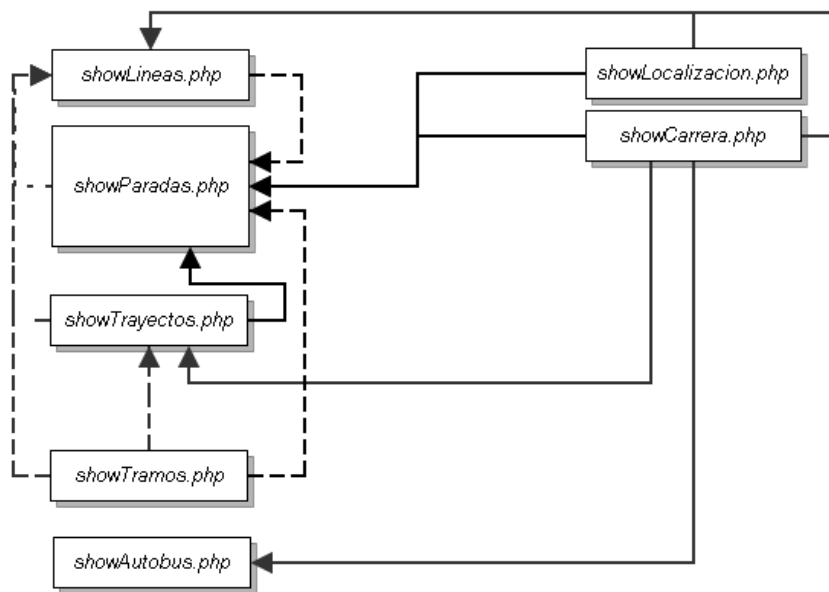 showLineas.php
showLocalizacion.php
showCarrera.php
showParadas.php
showTrayectos.php
showTramos.php
showAutobus.php